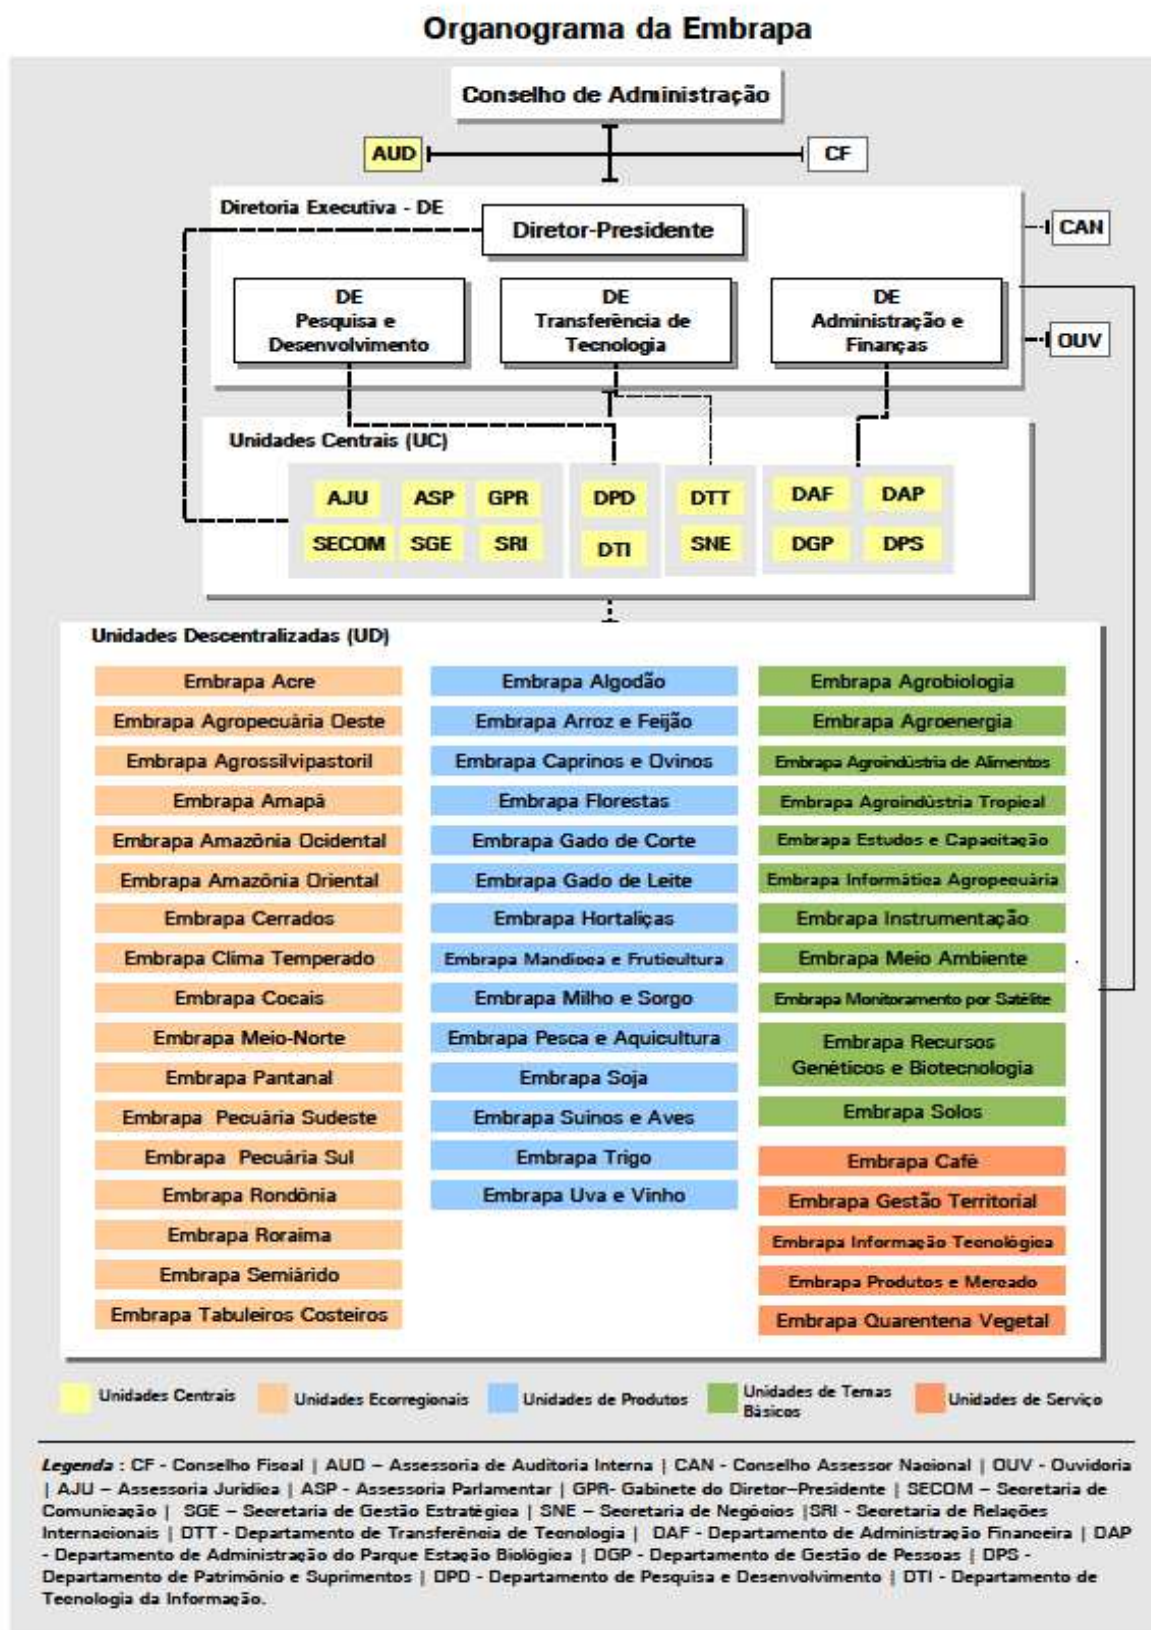 Organograma da Embrapa
Conselho de Administração
AUD
CF
Diretoria Executiva - DE
Diretor-Presidente
CAN
DE
Pesquisa e
Desenvolvimento
DE
Transferência de
Tecnologia
DE
Administração e
Finanças
OUV
Unidades Centrais (UC)
AJU ASP GPR DPD DTT DAF DAP
SECOM SGE SRI DTI SNE DGP DPS
Unidades Descentralizadas (UD)
Embrapa Acre
Embrapa Agropecuária Oeste
Embrapa Agrossilvipastoril
Embrapa Amapá
Embrapa Amazônia Ocidental
Embrapa Amazônia Oriental
Embrapa Cerrados
Embrapa Clima Temperado
Embrapa Cocais
Embrapa Meio-Norte
Embrapa Pantanal
Embrapa Pecuária Sudeste
Embrapa Pecuária Sul
Embrapa Rondônia
Embrapa Roraima
Embrapa Semiárido
Embrapa Tabuleiros Costeiros
Embrapa Algodão
Embrapa Arroz e Feijão
Embrapa Caprinos e Ovinos
Embrapa Florestas
Embrapa Gado de Corte
Embrapa Gado de Leite
Embrapa Hortaliças
Embrapa Mandioca e Fruticultura
Embrapa Milho e Sorgo
Embrapa Pesca e Aquicultura
Embrapa Soja
Embrapa Suínos e Aves
Embrapa Trigo
Embrapa Uva e Vinho
Embrapa Agrobiologia
Embrapa Agroenergia
Embrapa Agroindústria de Alimentos
Embrapa Agroindústria Tropical
Embrapa Estudos e Capacitação
Embrapa Informática Agropecuária
Embrapa Instrumentação
Embrapa Meio Ambiente
Embrapa Monitoramento por Satélite
Embrapa Recursos
Genéticos e Biotecnologia
Embrapa Solos
Embrapa Café
Embrapa Gestão Territorial
Embrapa Informação Tecnológica
Embrapa Produtos e Mercado
Embrapa Quarentena Vegetal
Unidades Centrais
Unidades Ecorregionais
Unidades de Produtos
Unidades de Temas
Básicos
Unidades de Serviço
Legenda : CF - Conselho Fiscal | AUD – Assessoria de Auditoria Interna | CAN - Conselho Assessor Nacional | OUV - Ouvidoria
| AJU – Assessoria Jurídica | ASP - Assessoria Parlamentar | GPR- Gabinete do Diretor–Presidente | SECOM – Secretaria de
Comunicação | SGE – Secretaria de Gestão Estratégica | SNE – Secretaria de Negócios |SRI - Secretaria de Relações
Internacionais | DTT - Departamento de Transferência de Tecnologia | DAF - Departamento de Administração Financeira | DAP
- Departamento de Administração do Parque Estação Biológica | DGP - Departamento de Gestão de Pessoas | DPS -
Departamento de Patrimônio e Suprimentos | DPD - Departamento de Pesquisa e Desenvolvimento | DTI - Departamento de
Tecnologia da Informação.